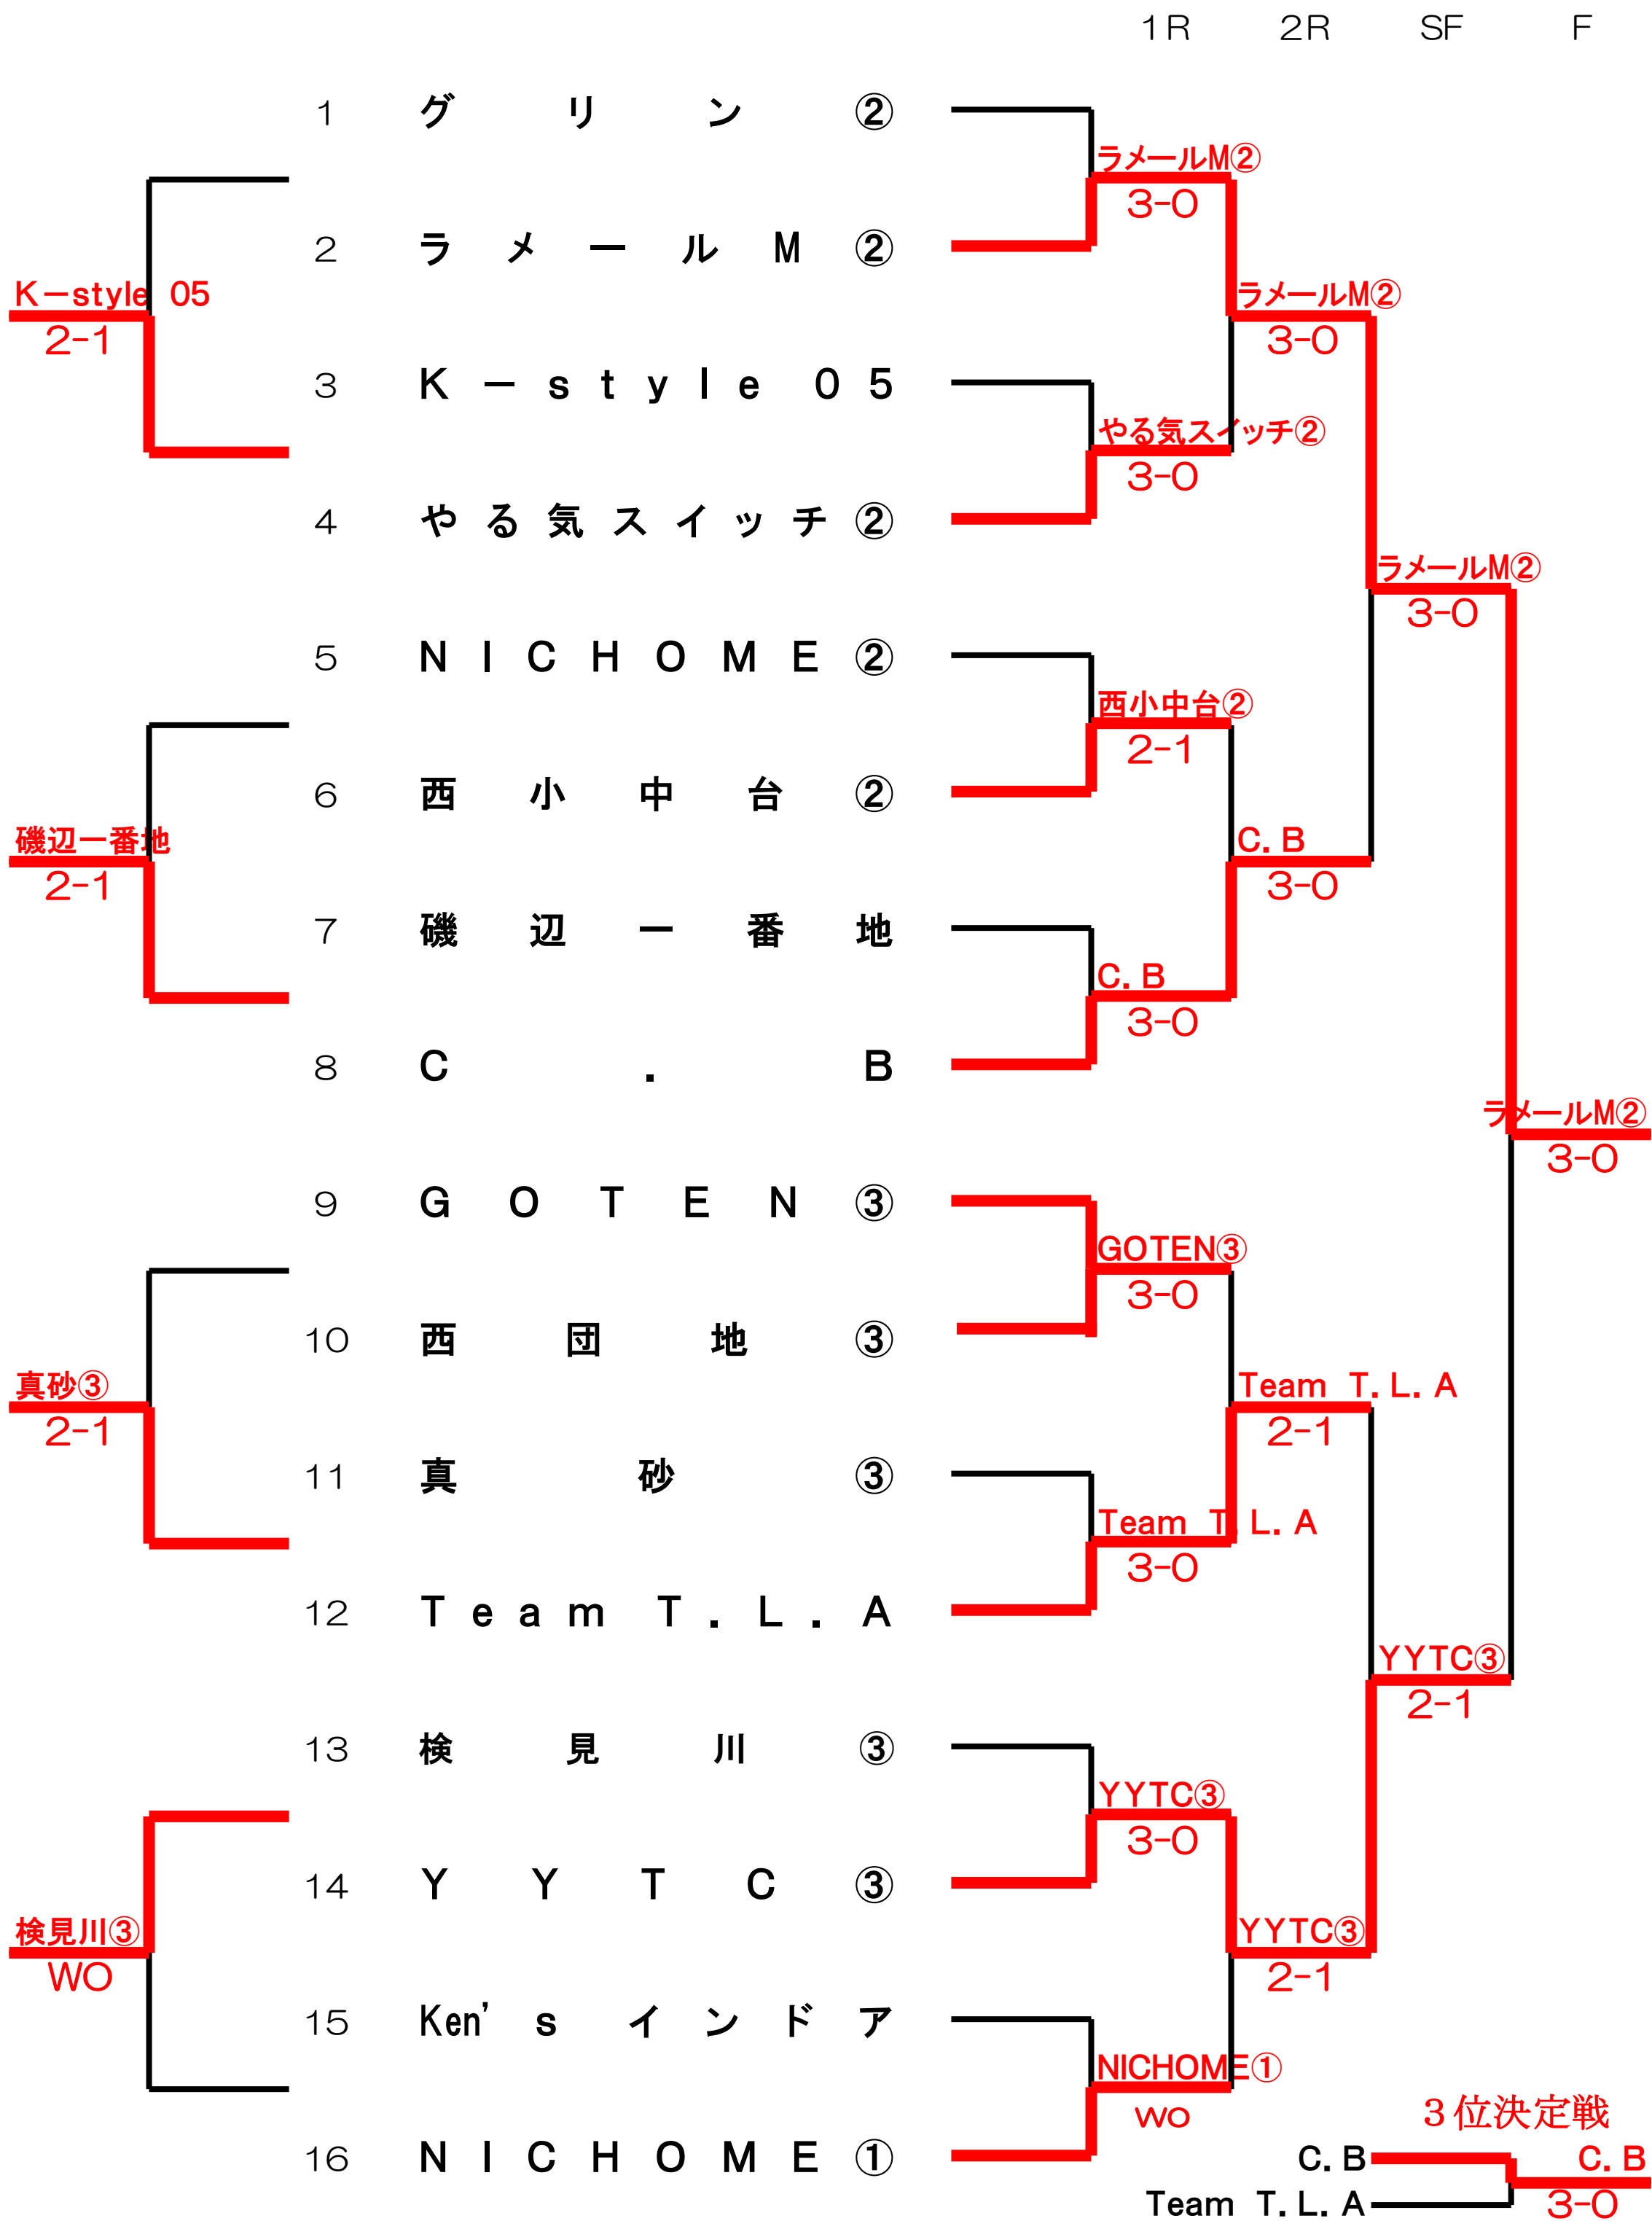 1R 2R SF F
1 グリン②
ラメールM②
3-0
2 ラメールM②
K－style 05
2-1
ラメールM②
3-0
3 K－style 05
やる気スイッチ②
3-0
4 やる気スイッチ②
ラメールM②
3-0
5 NICHOME②
西小中台②
2-1
6 西小中台②
磯辺一番地
2-1
C.B
3-0
7 磯辺一番地
C.B
3-0
8 C.B
ラメールM②
3-0
9 GOTEN③
GOTEN③
3-0
10 西団地③
真砂③
2-1
Team T.L.A
2-1
11 真砂③
Team T.L.A
3-0
12 Team T.L.A
YYTC③
2-1
13 検見川③
YYTC③
3-0
14 YYTC③
検見川③
WO
YYTC③
2-1
15 Ken's インドア
NICHOME①
WO
16 NICHOME①
３位決定戦
C.B
C.B
Team T.L.A
3-0